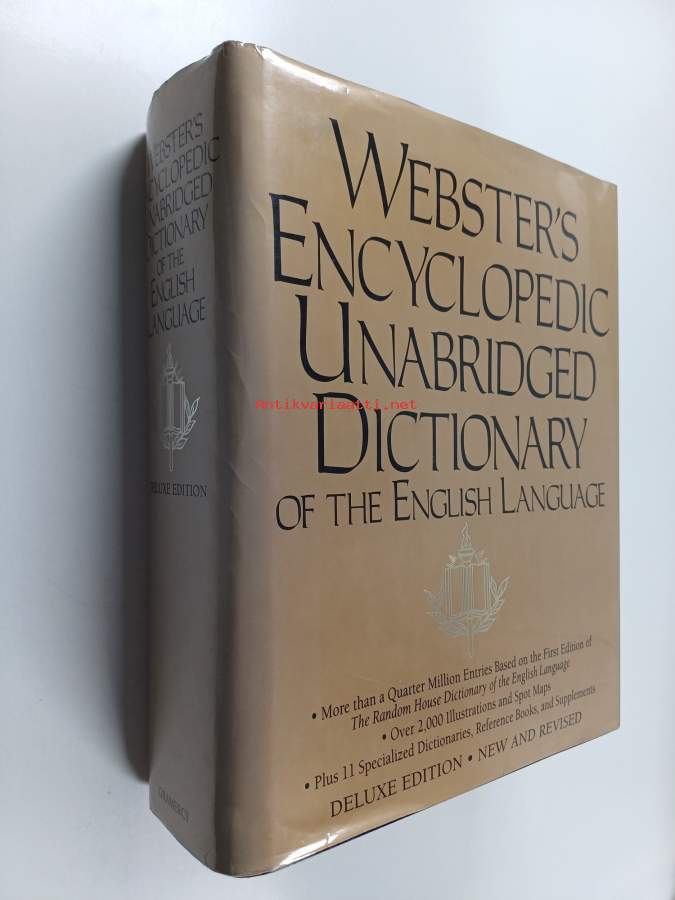 WEBSTER'S
ENCYCLOPEDIC
UNABRIDGED
DICTIONARY
OF THE
ENGLISH
LANGUAGE
DELUXE EDITION
GRAMERCY
WEBSTER'S
ENCYCLOPEDIC
UNABRIDGED
DICTIONARY
OF THE ENGLISH LANGUAGE
• More than a Quarter Million Entries Based on the First Edition of
The Random House Dictionary of the English Language
• Over 2,000 Illustrations and Spot Maps
• Plus 11 Specialized Dictionaries, Reference Books, and Supplements
DELUXE EDITION • NEW AND REVISED
Antikvariaatti.net